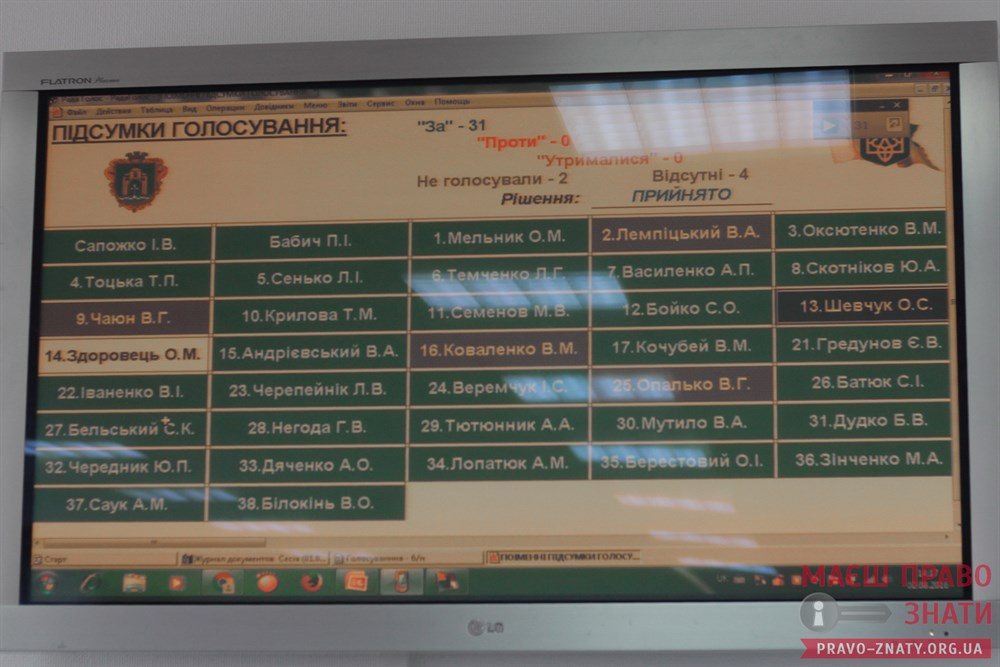 FLATRON
Файл Действия Таблица Вид Операции Довідники Меню Звіти Сервис Окна Помощь
ПІДСУМКИ ГОЛОСУВАННЯ:
"За" - 31
"Проти" - 0
"Утрималися" - 0
Не голосували - 2
Відсутні - 4
Рішення: ПРИЙНЯТО
31
Сапожко І.В. Бабич П.І. 1.Мельник О.М. 2.Лемпіцький В.А. 3.Оксютенко В.М.
4.Тоцька Т.П. 5.Сенько Л.І. 6.Темченко Л.Г. 7.Василенко А.П. 8.Скотніков Ю.А.
9.Чаюн В.Г. 10.Крилова Т.М. 11.Семенов М.В. 12.Бойко С.О. 13.Шевчук О.С.
14.Здоровець О.М. 15.Андрієвський В.А. 16.Коваленко В.М. 17.Кочубей В.М. 21.Гредунов Є.В.
22.Іваненко В.І. 23.Черепейнік Л.В. 24.Веремчук І.С. 25.Опалько В.Г. 26.Батюк С.І.
27.Бельський С.К. 28.Негода Г.В. 29.Тютюнник А.А. 30.Мутило В.А. 31.Дудко Б.В.
32.Чередник Ю.П. 33.Дяченко А.О. 34.Лопатюк А.М. 35.Берестовий О.І. 36.Зінченко М.А.
37.Саук А.М. 38.Білокінь В.О.
Старт Журнал документов Голосування - б/п ПОІМЕННІ ПІДСУМКИ ГОЛОСУ...
UK
LG
МАЄШ ПРАВО
ЗНАТИ
PRAVO-ZNATY.ORG.UA